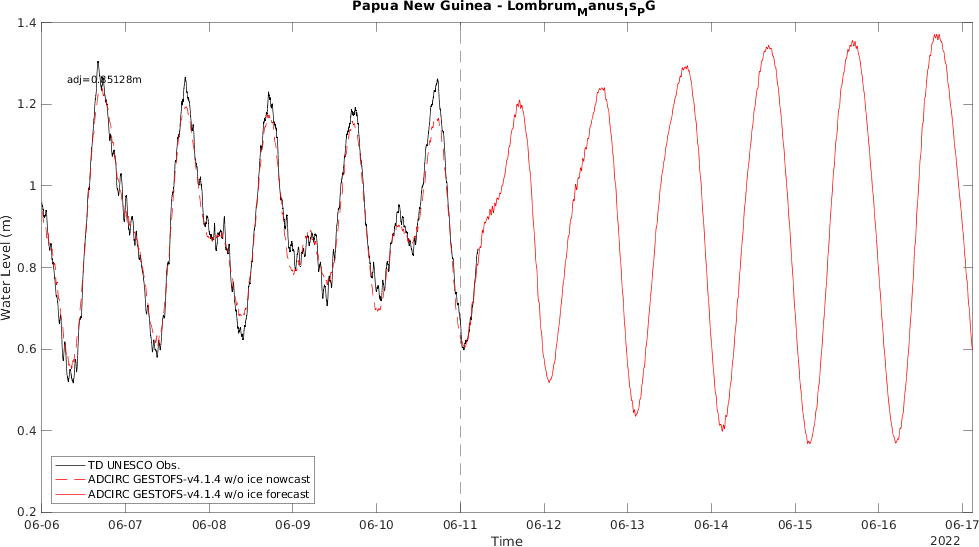 Papua New Guinea - Lombrum_Manus_Is_PG
1.4
1.2
1
0.8
0.6
0.4
0.2
Water Level (m)
adj=0.85128m
TD UNESCO Obs.
ADCIRC GESTOFS-v4.1.4 w/o ice nowcast
ADCIRC GESTOFS-v4.1.4 w/o ice forecast
06-06 06-07 06-08 06-09 06-10 06-11 06-12 06-13 06-14 06-15 06-16 06-17
Time
2022